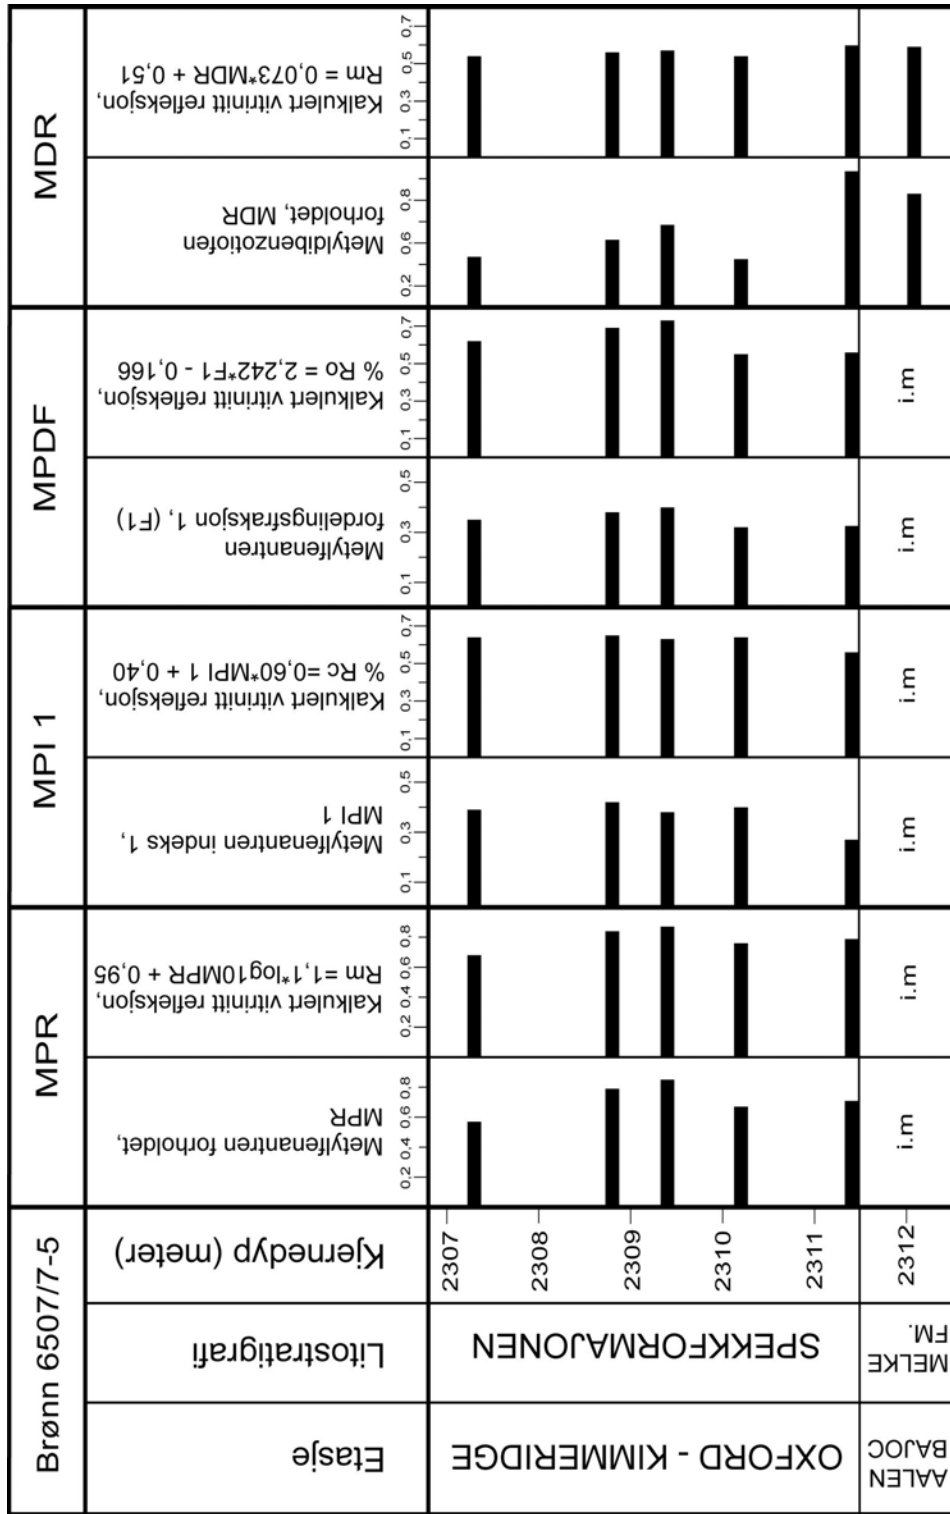 Brønn 6507/7-5
MPR
MPI 1
MPDF
MDR
Etasje
Litostratigrafi
Kjernedyp (meter)
Metylfenantren forholdet,
MPR
Kalkulert vitrinitt refleksjon,
Rm =1,1*log10MPR + 0,95
Metylfenantren indeks 1,
MPI 1
Kalkulert vitrinitt refleksjon,
% Rc =0,60*MPI 1 + 0,40
Metylfenantren
fordelingsfraksjon 1, (F1)
Kalkulert vitrinitt refleksjon,
% Ro = 2,242*F1 - 0,166
Metyldibenzotiofen
forholdet, MDR
Kalkulert vitrinitt refleksjon,
Rm = 0,073*MDR + 0,51
0,2 0,4 0,6 0,8
0,2 0,4 0,6 0,8
0,1 0,3 0,5
0,1 0,3 0,5 0,7
0,1 0,3 0,5
0,1 0,3 0,5 0,7
0,2 0,6 0,8
0,1 0,3 0,5 0,7
OXFORD - KIMMERIDGE
SPEKKFORMAJONEN
2307
2308
2309
2310
2311
AALEN
BAJOC
MELKE
FM.
2312
i.m
i.m
i.m
i.m
i.m
i.m